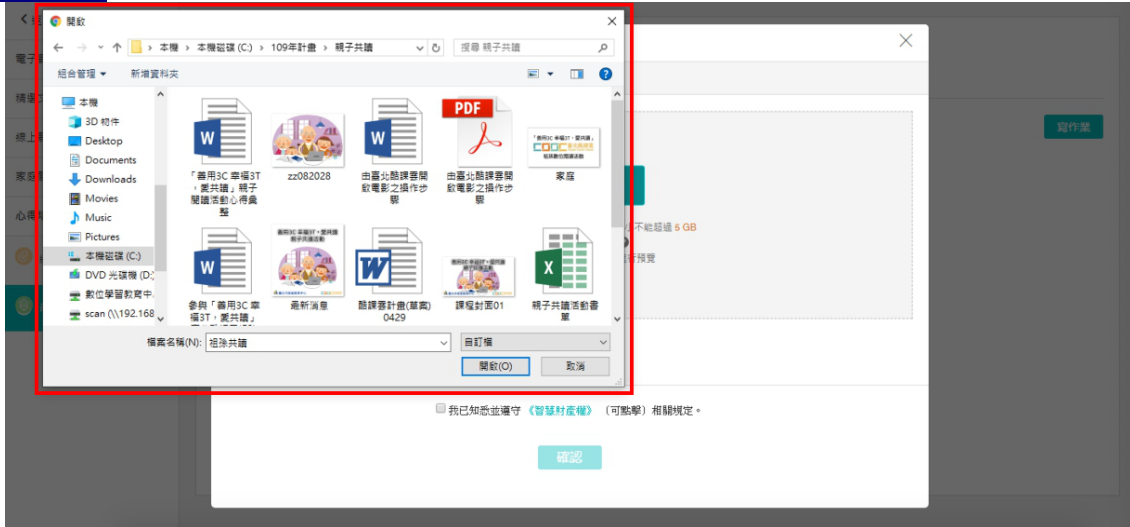 開啟
本機 › 本機磁碟 (C:) › 109年計畫 › 親子共讀
搜尋 親子共讀
組合管理
新增資料夾
本機
3D 物件
Desktop
Documents
Downloads
Movies
Music
Pictures
本機磁碟 (C:)
DVD 光碟機 (D:)
數位學習教育中
scan (\\192.168
「善用3C 幸福3T
，愛共讀」親子
閱讀活動心得彙
整
zz082028
由臺北酷課雲開
啟電影之操作步
驟
PDF
由臺北酷課雲開
啟電影之操作步
驟
家庭
參與「善用3C 幸
福3T，愛共讀」
最新消息
酷課雲計畫(草案)
0429
課程封面01
親子共讀活動書
單
檔案名稱(N):
祖孫共讀
自訂檔
開啟(O)
取消
寫作業
不能超過 5 GB
行預覽
我已知悉並遵守 《智慧財產權》 (可點擊) 相關規定。
確認